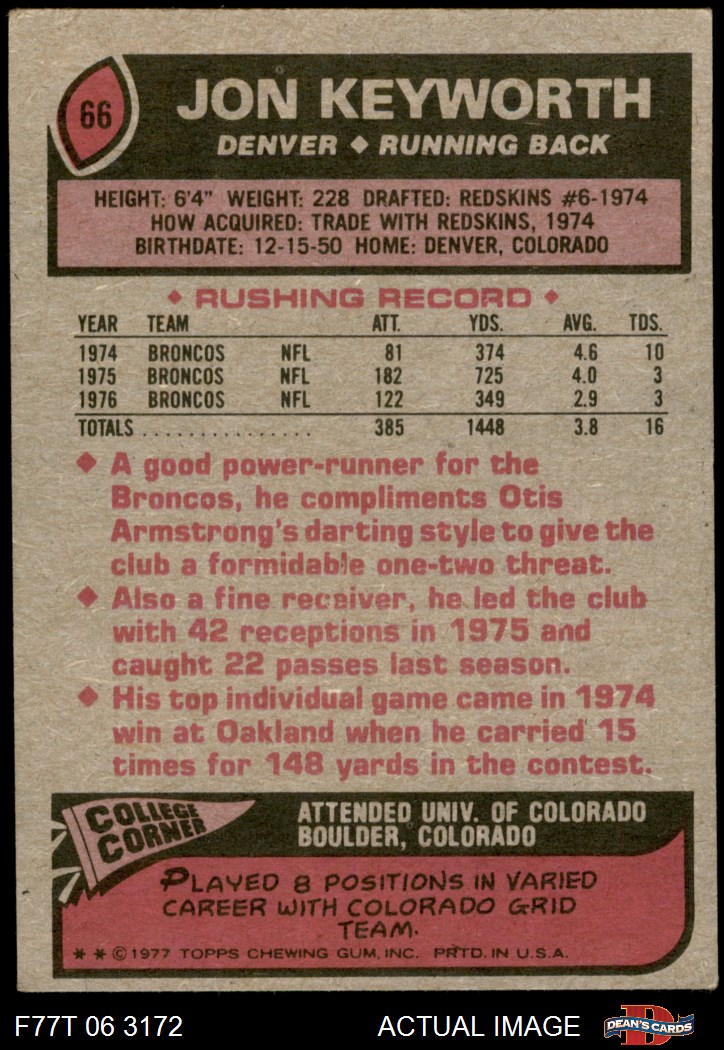 66
JON KEYWORTH
DENVER ◆ RUNNING BACK
HEIGHT: 6'4" WEIGHT: 228 DRAFTED: REDSKINS #6-1974
HOW ACQUIRED: TRADE WITH REDSKINS, 1974
BIRTHDATE: 12-15-50 HOME: DENVER, COLORADO
◆ RUSHING RECORD ◆
YEAR TEAM ATT. YDS. AVG. TDS.
1974 BRONCOS NFL 81 374 4.6 10
1975 BRONCOS NFL 182 725 4.0 3
1976 BRONCOS NFL 122 349 2.9 3
TOTALS ................ 385 1448 3.8 16
◆ A good power-runner for the
Broncos, he compliments Otis
Armstrong's darting style to give the
club a formidable one-two threat.
◆ Also a fine receiver, he led the club
with 42 receptions in 1975 and
caught 22 passes last season.
◆ His top individual game came in 1974
win at Oakland when he carried 15
times for 148 yards in the contest.
COLLEGE
CORNER
ATTENDED UNIV. OF COLORADO
BOULDER, COLORADO
PLAYED 8 POSITIONS IN VARIED
CAREER WITH COLORADO GRID
TEAM.
* * © 1977 TOPPS CHEWING GUM, INC. PRTD. IN U.S.A.
F77T 06 3172 ACTUAL IMAGE
D
DEAN'S CARDS